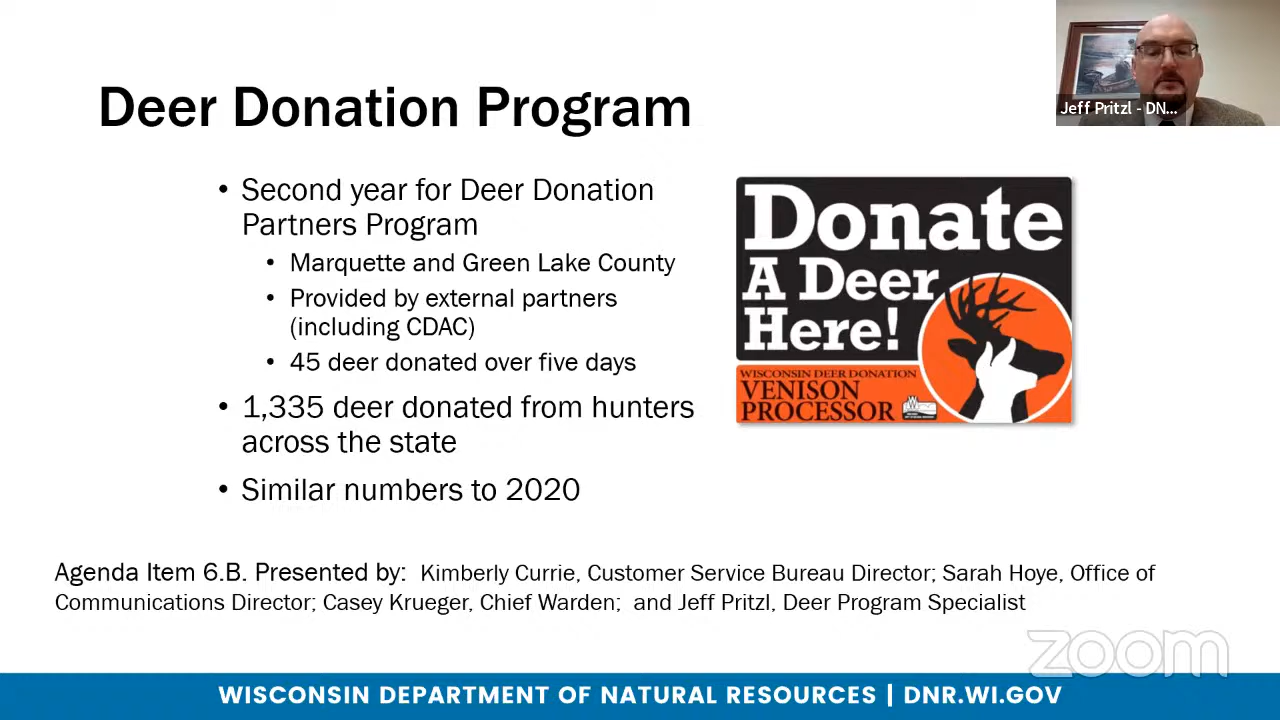 Jeff Pritzl - DN...
Deer Donation Program
• Second year for Deer Donation
Partners Program
• Marquette and Green Lake County
• Provided by external partners
(including CDAC)
• 45 deer donated over five days
• 1,335 deer donated from hunters
across the state
• Similar numbers to 2020
Donate
A Deer
Here!
WISCONSIN DEER DONATION
VENISON
PROCESSOR
Agenda Item 6.B. Presented by: Kimberly Currie, Customer Service Bureau Director; Sarah Hoye, Office of
Communications Director; Casey Krueger, Chief Warden; and Jeff Pritzl, Deer Program Specialist
zoom
WISCONSIN DEPARTMENT OF NATURAL RESOURCES | DNR.WI.GOV